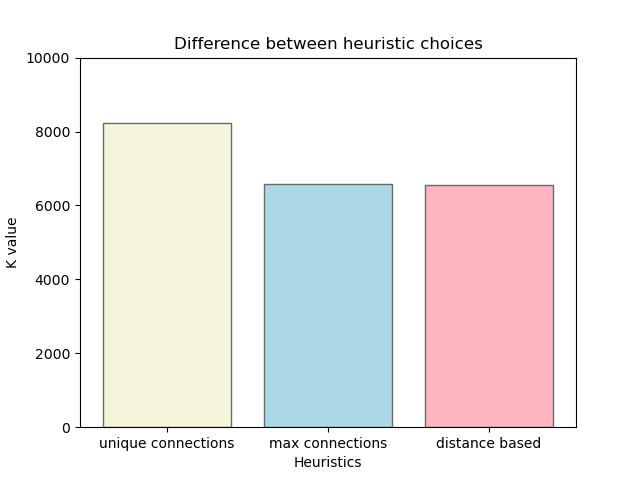 Difference between heuristic choices
10000
8000
6000
4000
2000
0
K value
unique connections
max connections
distance based
Heuristics